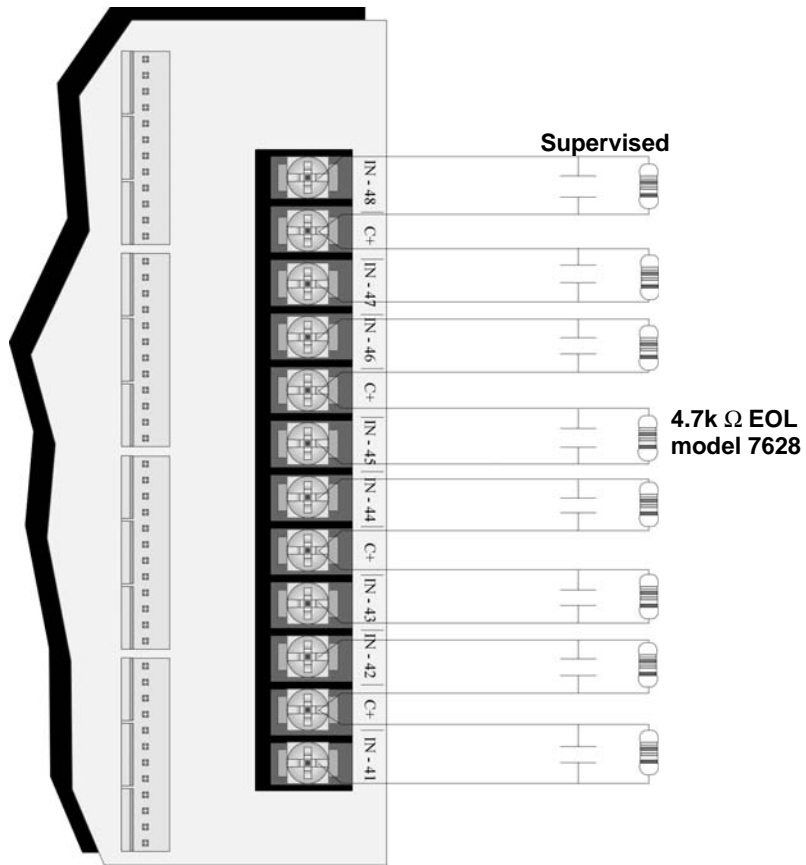 Supervised
IN - 48
C+
IN - 47
IN - 46
C+
IN - 45
IN - 44
C+
IN - 43
IN - 42
C+
IN - 41
4.7k Ω EOL
model 7628